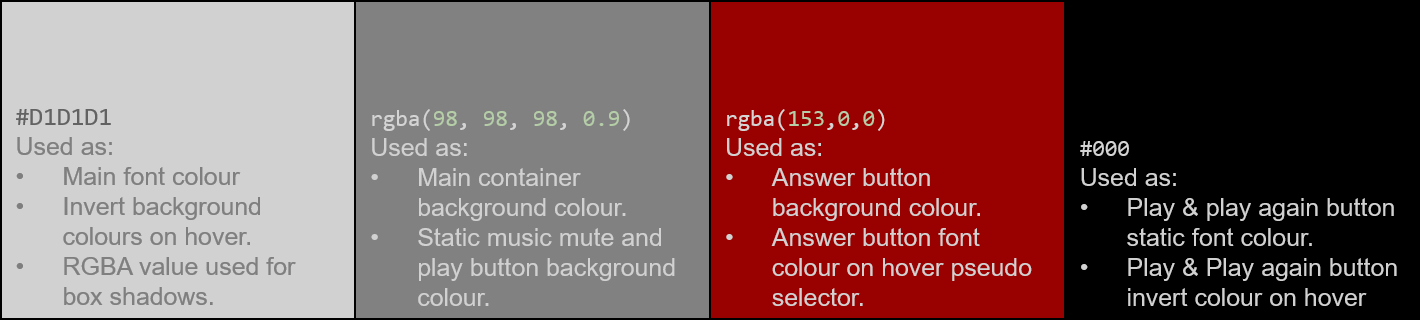 #D1D1D1
Used as:
• Main font colour
• Invert background
colours on hover.
• RGBA value used for
box shadows.
rgba(98, 98, 98, 0.9)
Used as:
• Main container
background colour.
• Static music mute and
play button background
colour.
rgba(153,0,0)
Used as:
• Answer button
background colour.
• Answer button font
colour on hover pseudo
selector.
#000
Used as:
• Play & play again button
static font colour.
• Play & Play again button
invert colour on hover